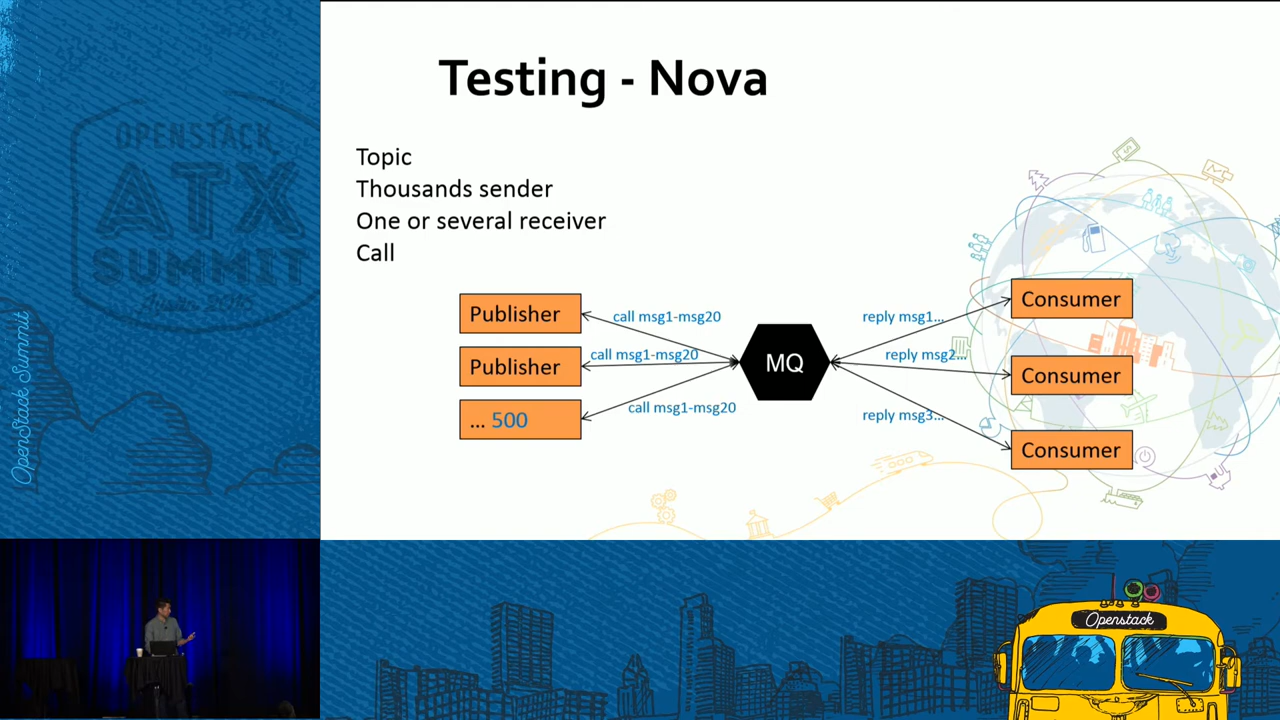 OPENSTACK
ATX
SUMMIT
Austin 2016
OpenStack Summit
Testing - Nova
Topic
Thousands sender
One or several receiver
Call
Publisher
call msg1-msg20
Publisher
call msg1-msg20
... 500
call msg1-msg20
MQ
reply msg1...
Consumer
reply msg2...
Consumer
reply msg3...
Consumer
Openstack